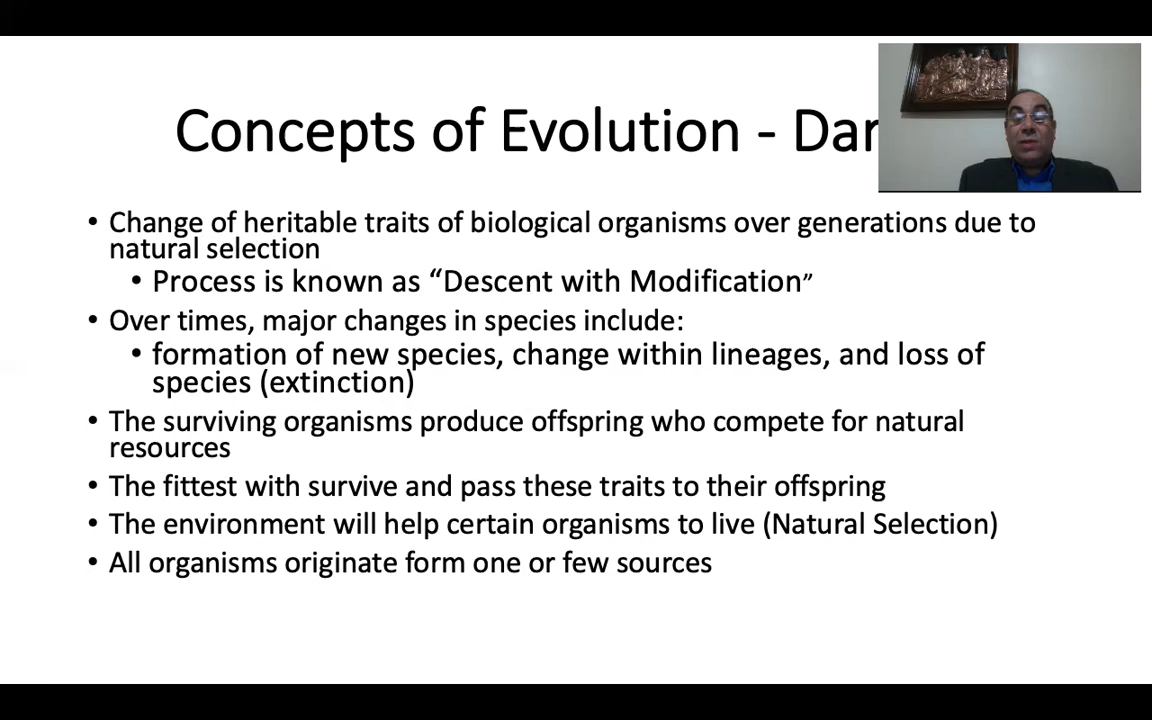 Concepts of Evolution - Dar
• Change of heritable traits of biological organisms over generations due to
natural selection
• Process is known as “Descent with Modification”
• Over times, major changes in species include:
• formation of new species, change within lineages, and loss of
species (extinction)
• The surviving organisms produce offspring who compete for natural
resources
• The fittest with survive and pass these traits to their offspring
• The environment will help certain organisms to live (Natural Selection)
• All organisms originate form one or few sources